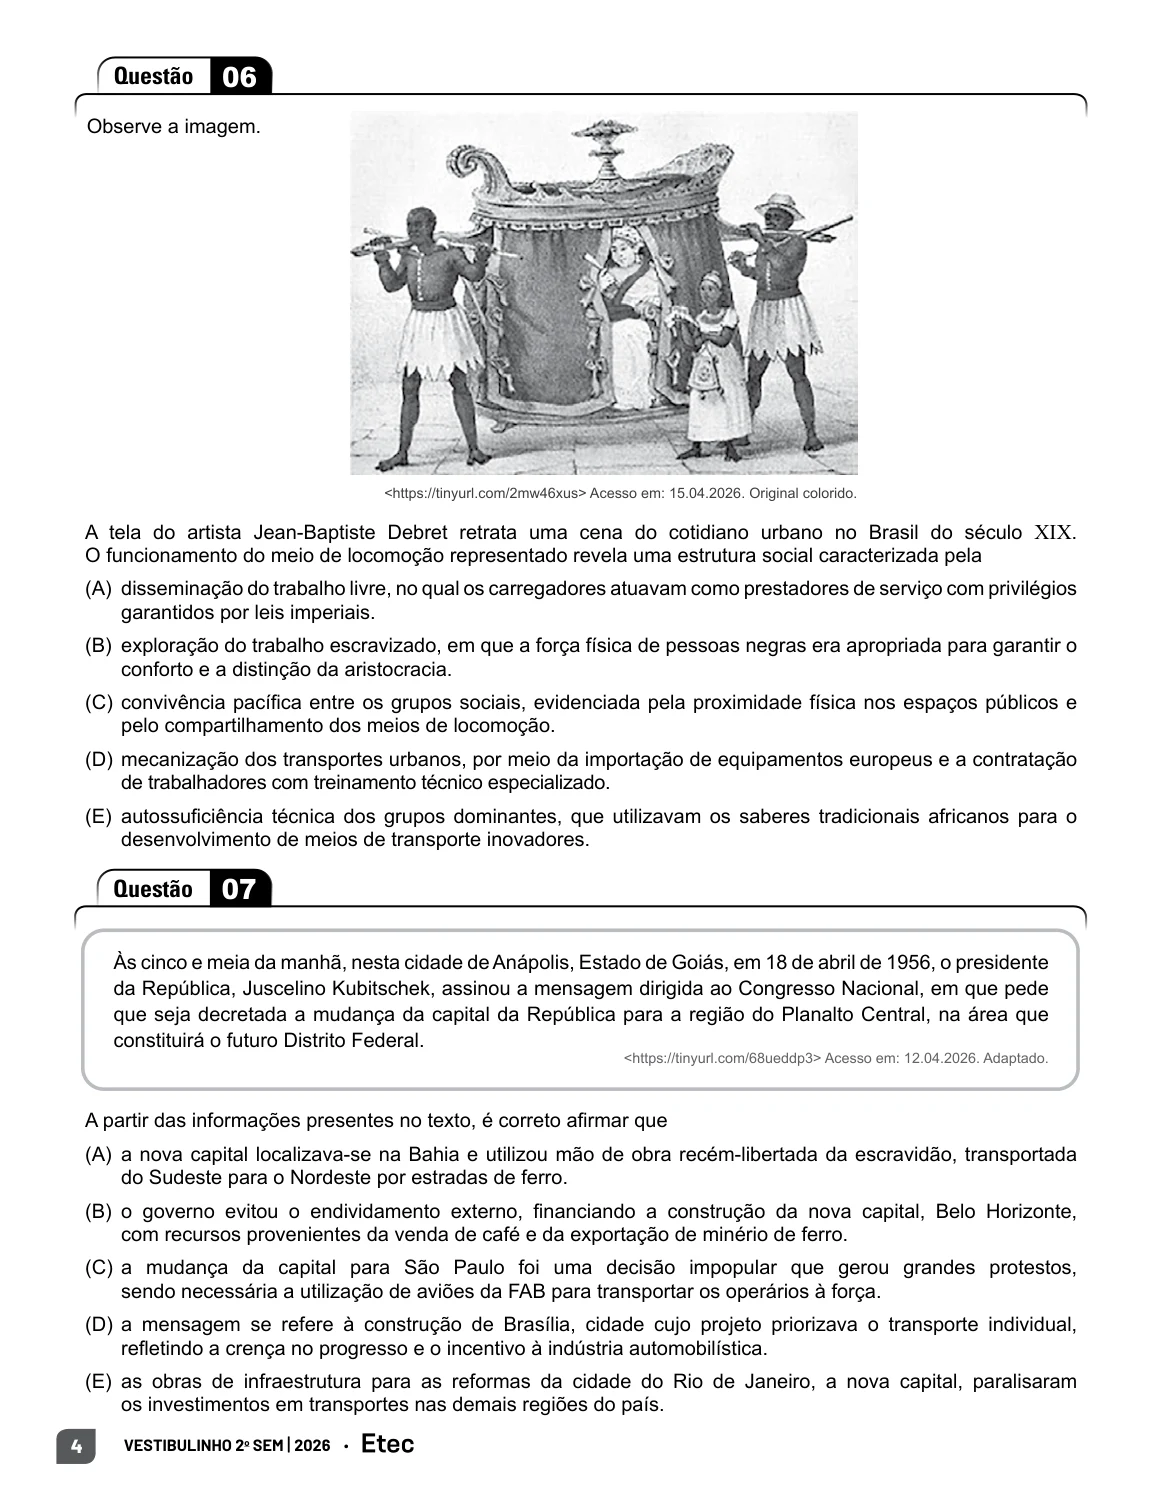 Questão 06
Observe a imagem.
<https://tinyurl.com/2mw46xus> Acesso em: 15.04.2026. Original colorido.
A tela do artista Jean-Baptiste Debret retrata uma cena do cotidiano urbano no Brasil do século XIX.
O funcionamento do meio de locomoção representado revela uma estrutura social caracterizada pela
(A) disseminação do trabalho livre, no qual os carregadores atuavam como prestadores de serviço com privilégios
garantidos por leis imperiais.
(B) exploração do trabalho escravizado, em que a força física de pessoas negras era apropriada para garantir o
conforto e a distinção da aristocracia.
(C) convivência pacífica entre os grupos sociais, evidenciada pela proximidade física nos espaços públicos e
pelo compartilhamento dos meios de locomoção.
(D) mecanização dos transportes urbanos, por meio da importação de equipamentos europeus e a contratação
de trabalhadores com treinamento técnico especializado.
(E) autossuficiência técnica dos grupos dominantes, que utilizavam os saberes tradicionais africanos para o
desenvolvimento de meios de transporte inovadores.
Questão 07
Às cinco e meia da manhã, nesta cidade de Anápolis, Estado de Goiás, em 18 de abril de 1956, o presidente
da República, Juscelino Kubitschek, assinou a mensagem dirigida ao Congresso Nacional, em que pede
que seja decretada a mudança da capital da República para a região do Planalto Central, na área que
constituirá o futuro Distrito Federal.
<https://tinyurl.com/68ueddp3> Acesso em: 12.04.2026. Adaptado.
A partir das informações presentes no texto, é correto afirmar que
(A) a nova capital localizava-se na Bahia e utilizou mão de obra recém-libertada da escravidão, transportada
do Sudeste para o Nordeste por estradas de ferro.
(B) o governo evitou o endividamento externo, financiando a construção da nova capital, Belo Horizonte,
com recursos provenientes da venda de café e da exportação de minério de ferro.
(C) a mudança da capital para São Paulo foi uma decisão impopular que gerou grandes protestos,
sendo necessária a utilização de aviões da FAB para transportar os operários à força.
(D) a mensagem se refere à construção de Brasília, cidade cujo projeto priorizava o transporte individual,
refletindo a crença no progresso e o incentivo à indústria automobilística.
(E) as obras de infraestrutura para as reformas da cidade do Rio de Janeiro, a nova capital, paralisaram
os investimentos em transportes nas demais regiões do país.
4 VESTIBULINHO 2º SEM | 2026 • Etec